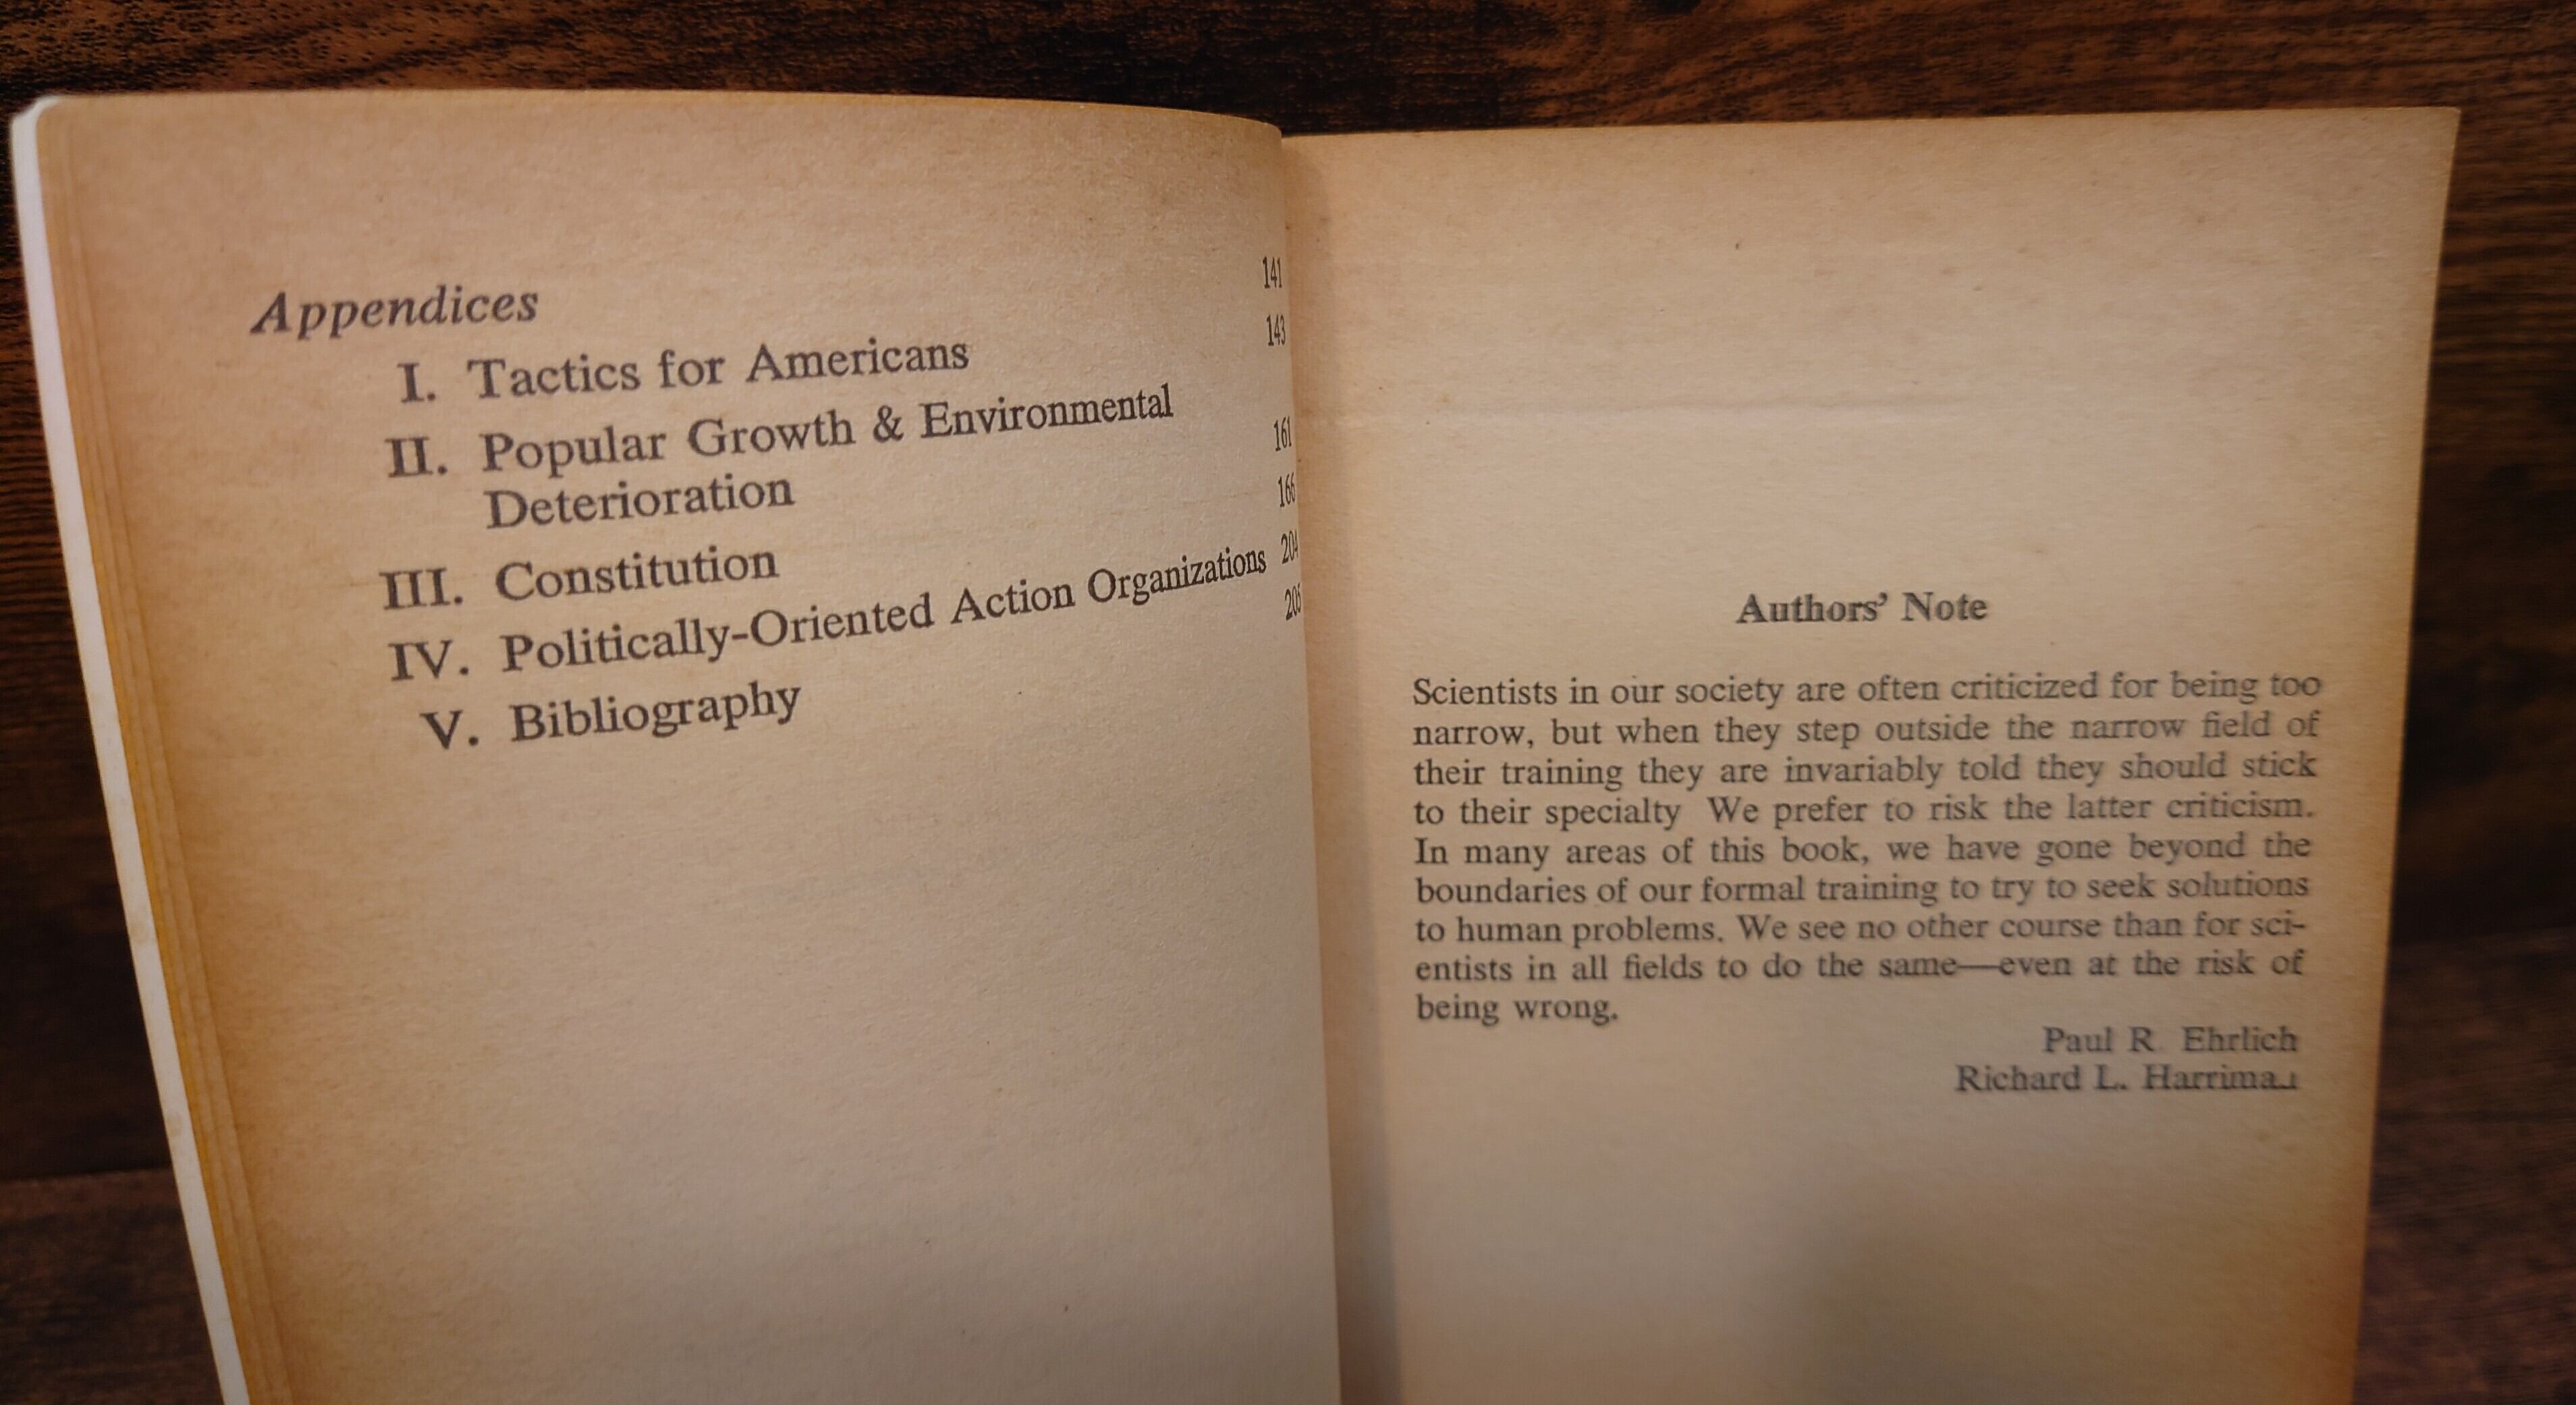 Appendices 141
I. Tactics for Americans 143
II. Popular Growth & Environmental
Deterioration 161
III. Constitution 166
IV. Politically-Oriented Action Organizations 204
V. Bibliography
Authors' Note
Scientists in our society are often criticized for being too
narrow, but when they step outside the narrow field of
their training they are invariably told they should stick
to their specialty We prefer to risk the latter criticism.
In many areas of this book, we have gone beyond the
boundaries of our formal training to try to seek solutions
to human problems. We see no other course than for sci-
entists in all fields to do the same—even at the risk of
being wrong.
Paul R. Ehrlich
Richard L. Harriman